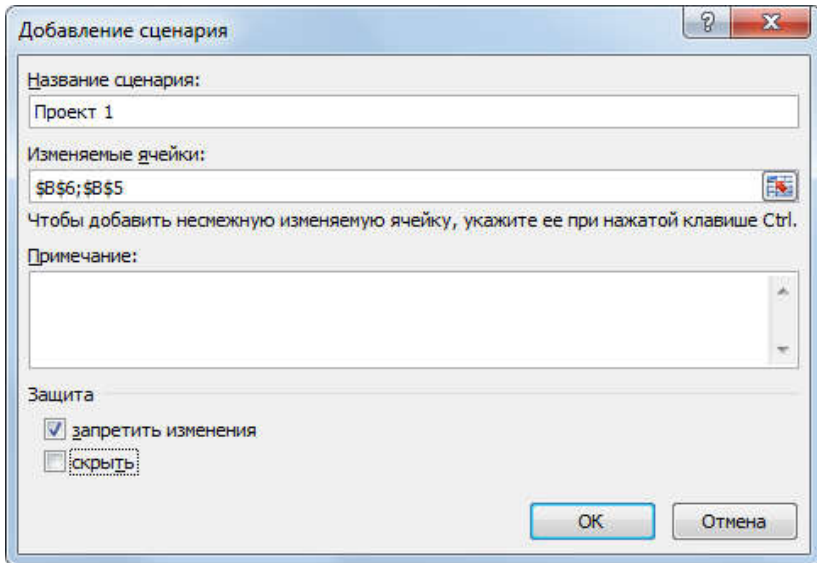 Добавление сценария
Название сценария:
Проект 1
Изменяемые ячейки:
$B$6;$B$5
Чтобы добавить несмежную изменяемую ячейку, укажите ее при нажатой клавише Ctrl.
Примечание:
Защита
запретить изменения
скрыть
ОК
Отмена